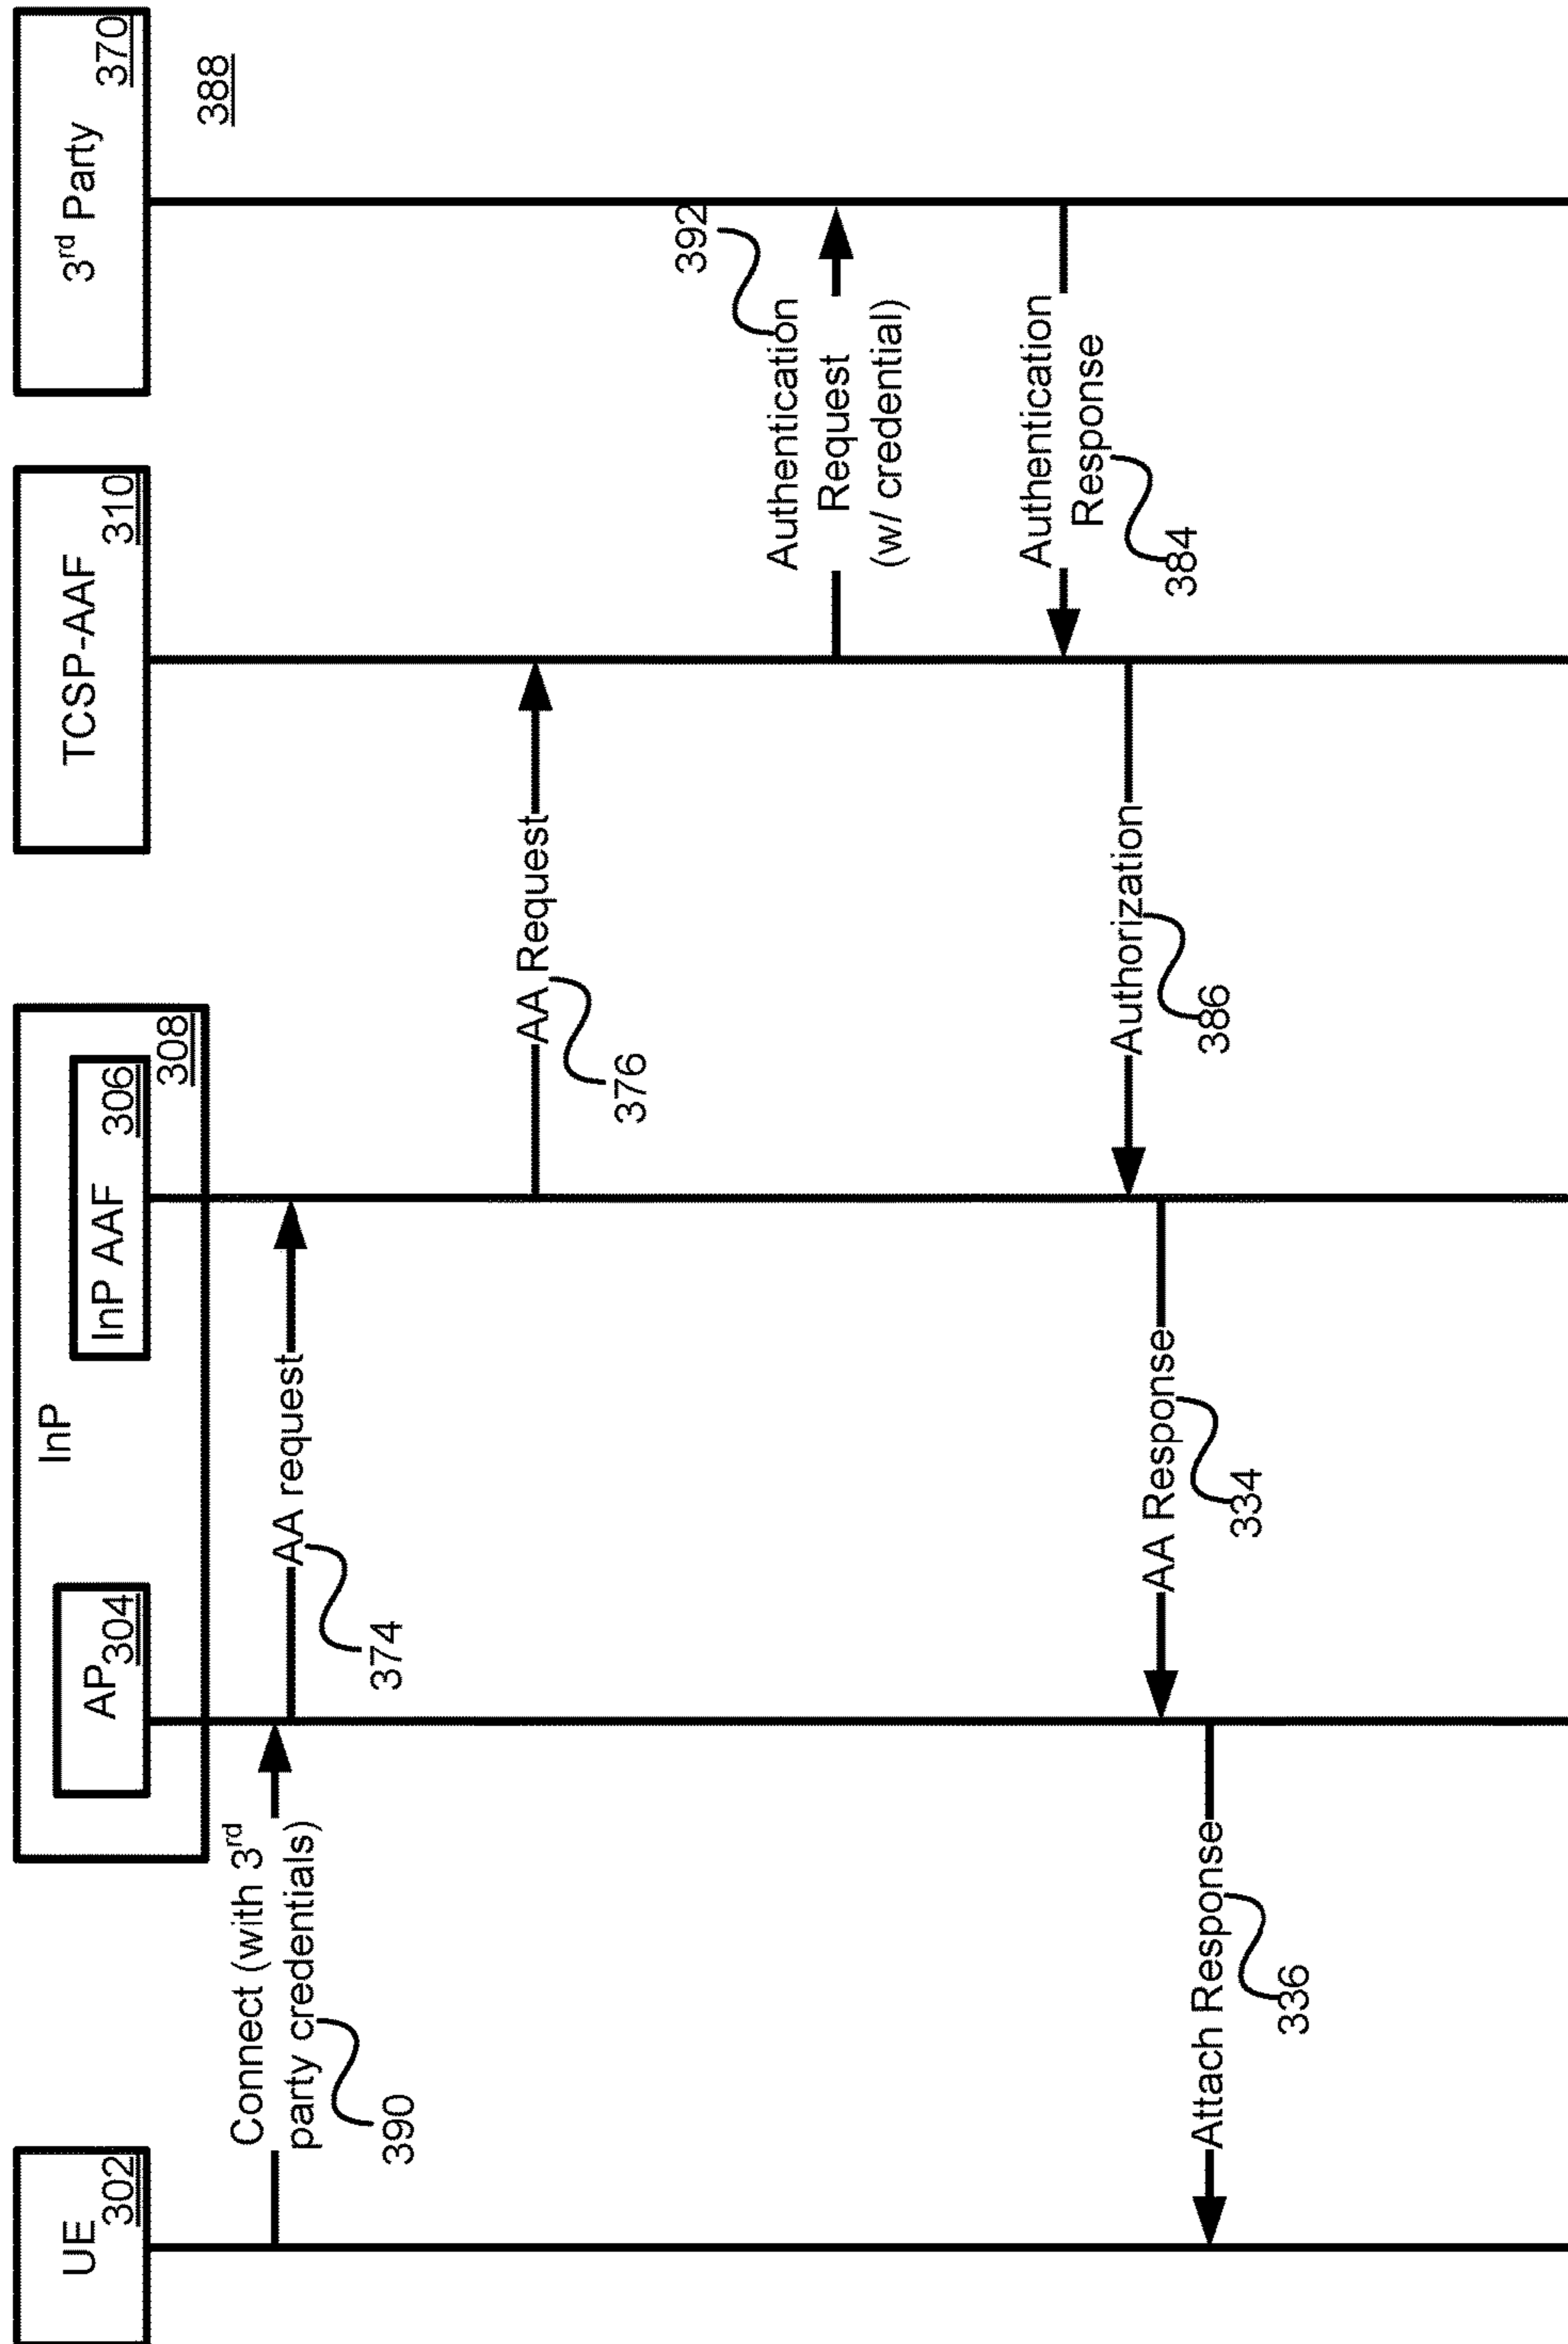 UE
302
InP
AP
304
InP AAF
306
308
TCSP-AAF
310
3rd Party
370
388
Connect (with 3rd
party credentials)
390
AA request
374
AA Request
376
Authentication
Request
(w/ credential)
392
Authentication
Response
384
Authorization
386
AA Response
334
Attach Response
336